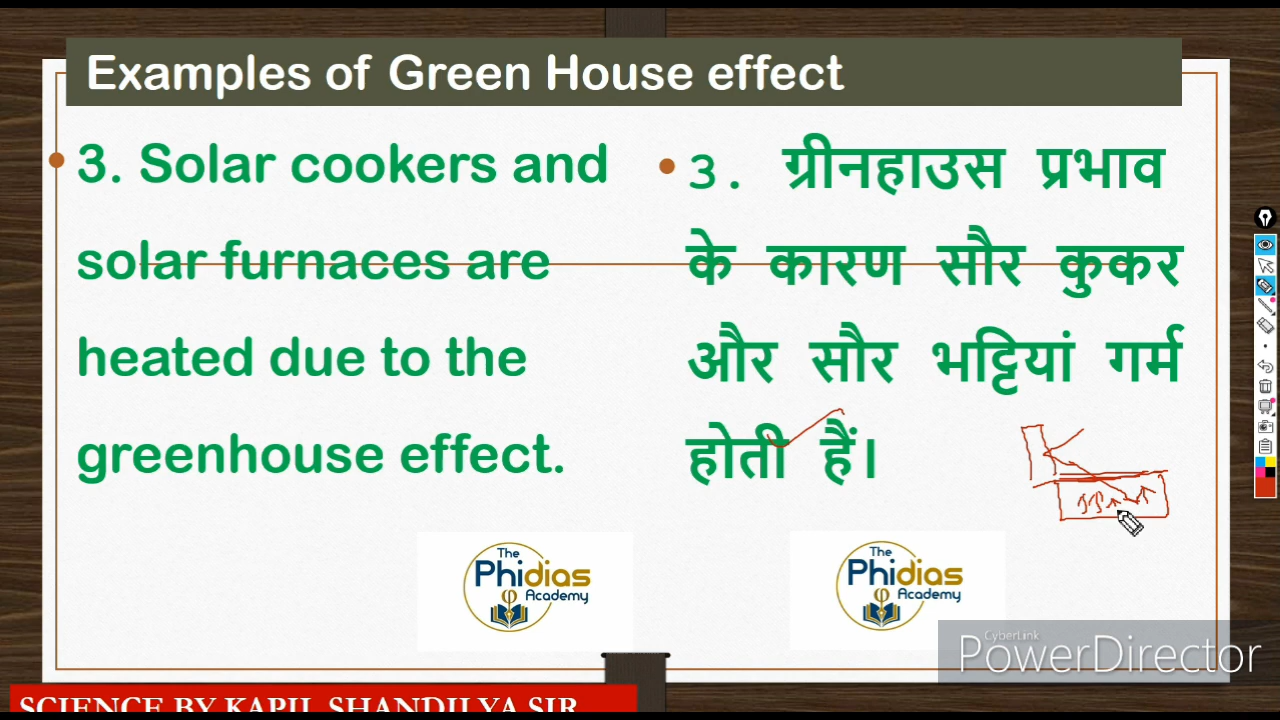 Examples of Green House effect
3. Solar cookers and
solar furnaces are
heated due to the
greenhouse effect.
3. ग्रीनहाउस प्रभाव
के कारण सौर कुकर
और सौर भट्टियां गर्म
होती हैं।
The
Phidias
Academy
The
Phidias
Academy
CyberLink
PowerDirector
SCIENCE BY KAPIL SHANDILYA SIR